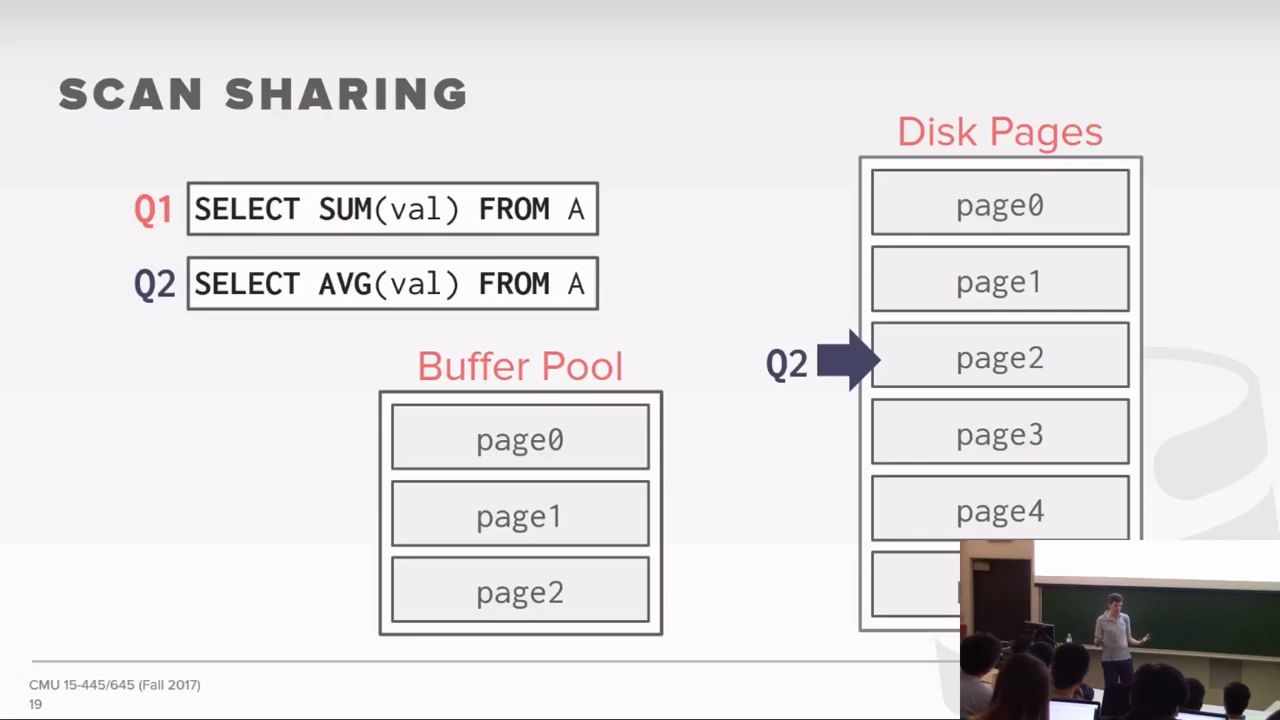 SCAN SHARING
Q1 SELECT SUM(val) FROM A
Q2 SELECT AVG(val) FROM A
Buffer Pool
page0
page1
page2
Disk Pages
page0
page1
Q2 page2
page3
page4
CMU 15-445/645 (Fall 2017)
19